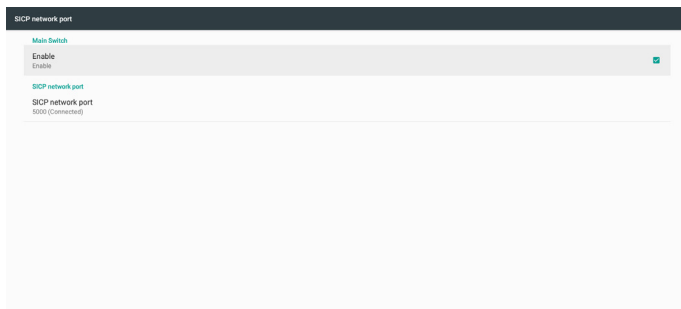 SICP network port
Main Switch
Enable
Enable
SICP network port
SICP network port
5000 (Connected)